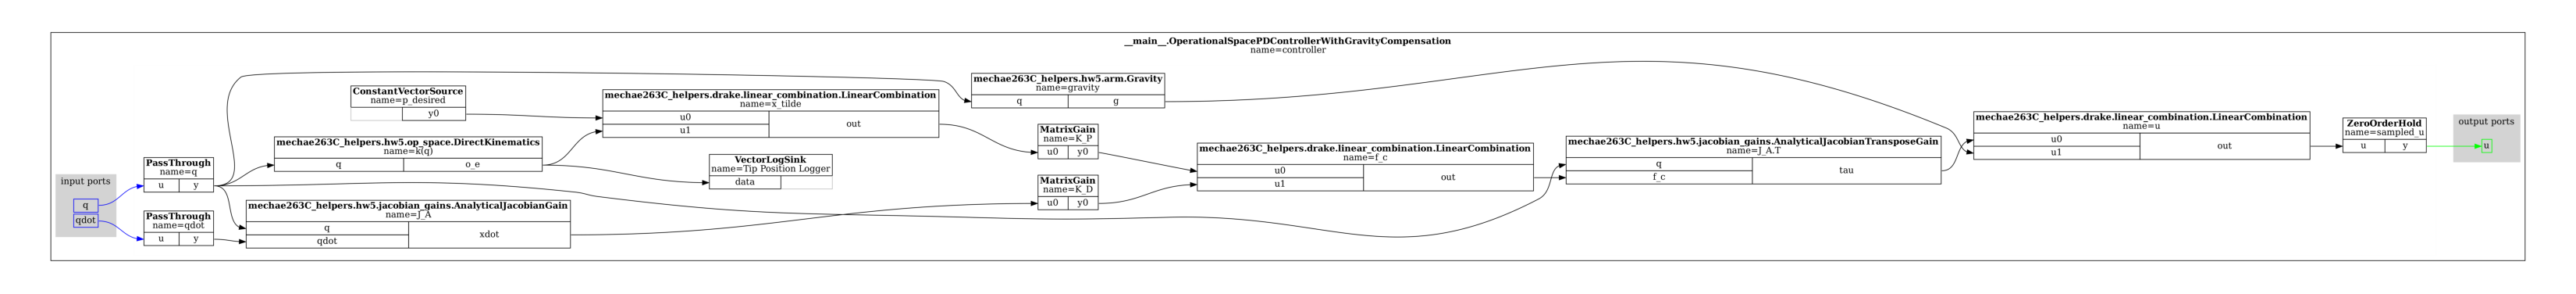 __main__.OperationalSpacePDControllerWithGravityCompensation
name=controller
input ports
q
qdot
PassThrough
name=q
u y
PassThrough
name=qdot
u y
ConstantVectorSource
name=p_desired
y0
mechae263C_helpers.hw5.op_space.DirectKinematics
name=k(q)
q o_e
mechae263C_helpers.hw5.jacobian_gains.AnalyticalJacobianGain
name=J_A
q
qdot
xdot
mechae263C_helpers.drake.linear_combination.LinearCombination
name=x_tilde
u0
u1
out
VectorLogSink
name=Tip Position Logger
data
mechae263C_helpers.hw5.arm.Gravity
name=gravity
q g
MatrixGain
name=K_P
u0 y0
MatrixGain
name=K_D
u0 y0
mechae263C_helpers.drake.linear_combination.LinearCombination
name=f_c
u0
u1
out
mechae263C_helpers.hw5.jacobian_gains.AnalyticalJacobianTransposeGain
name=J_A.T
q
f_c
tau
mechae263C_helpers.drake.linear_combination.LinearCombination
name=u
u0
u1
out
ZeroOrderHold
name=sampled_u
u y
output ports
u